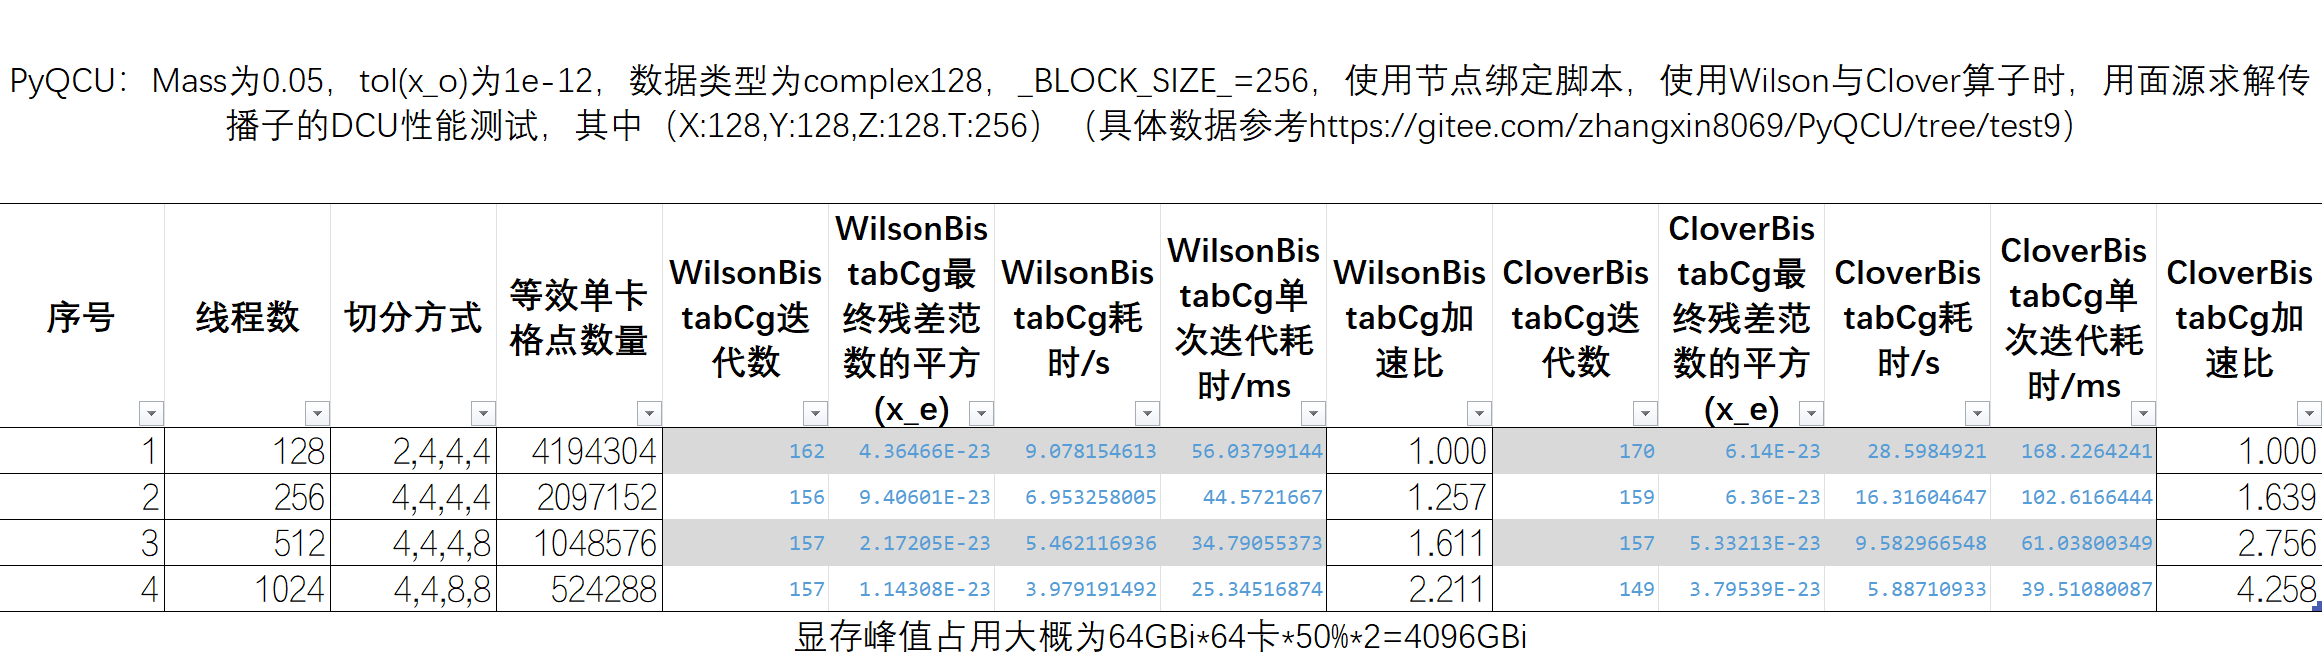 PyQCU：Mass为0.05，tol(x_o)为1e-12，数据类型为complex128，_BLOCK_SIZE_=256，使用节点绑定脚本，使用Wilson与Clover算子时，用面源求解传
播子的DCU性能测试，其中（X:128,Y:128,Z:128.T:256）（具体数据参考https://gitee.com/zhangxin8069/PyQCU/tree/test9）
序号 线程数 切分方式 等效单卡格点数量 WilsonBistabCg迭代数 WilsonBistabCg最终残差范数的平方(x_e) WilsonBistabCg耗时/s WilsonBistabCg单次迭代耗时/ms WilsonBistabCg加速比 CloverBistabCg迭代数 CloverBistabCg最终残差范数的平方(x_e) CloverBistabCg耗时/s CloverBistabCg单次迭代耗时/ms CloverBistabCg加速比
1 128 2,4,4,4 4194304 162 4.36466E-23 9.078154613 56.03799144 1.000 170 6.14E-23 28.5984921 168.2264241 1.000
2 256 4,4,4,4 2097152 156 9.40601E-23 6.953258005 44.5721667 1.257 159 6.36E-23 16.31604647 102.6166444 1.639
3 512 4,4,4,8 1048576 157 2.17205E-23 5.462116936 34.79055373 1.611 157 5.33213E-23 9.582966548 61.03800349 2.756
4 1024 4,4,8,8 524288 157 1.14308E-23 3.979191492 25.34516874 2.211 149 3.79539E-23 5.88710933 39.51080087 4.258
显存峰值占用大概为64GBi*64卡*50%*2=4096GBi